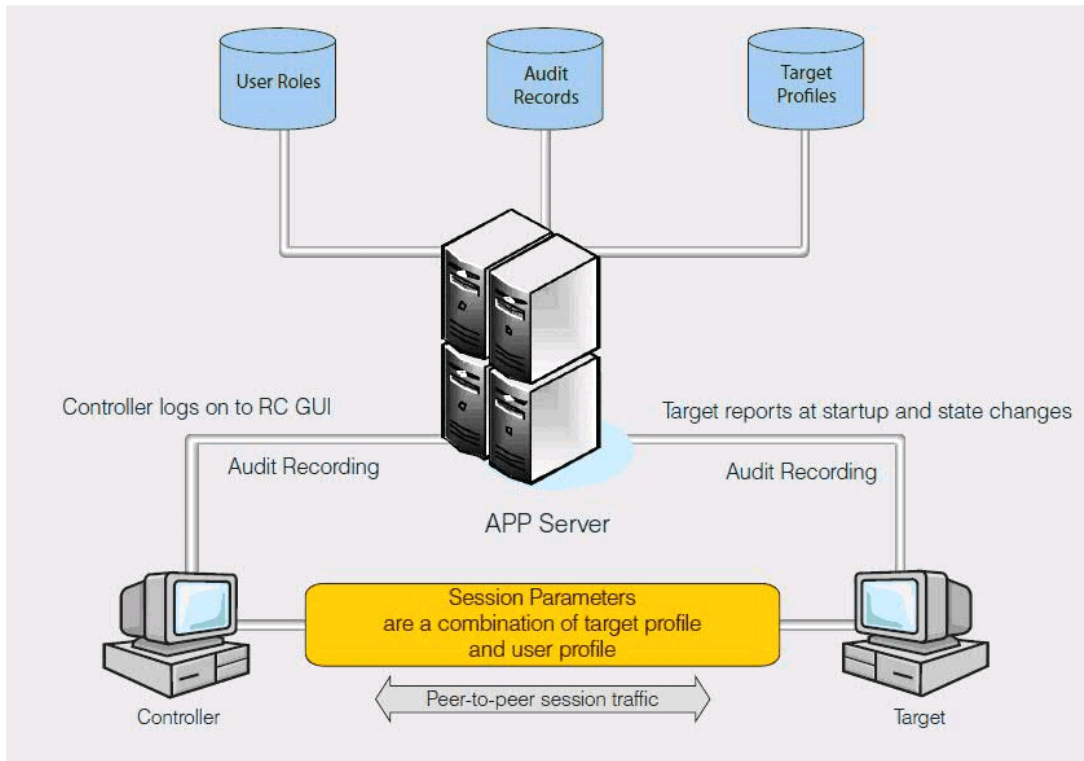 User Roles
Audit
Records
Target
Profiles
Controller logs on to RC GUI
Audit Recording
Target reports at startup and state changes
Audit Recording
APP Server
Session Parameters
are a combination of target profile
and user profile
Peer-to-peer session traffic
Controller
Target